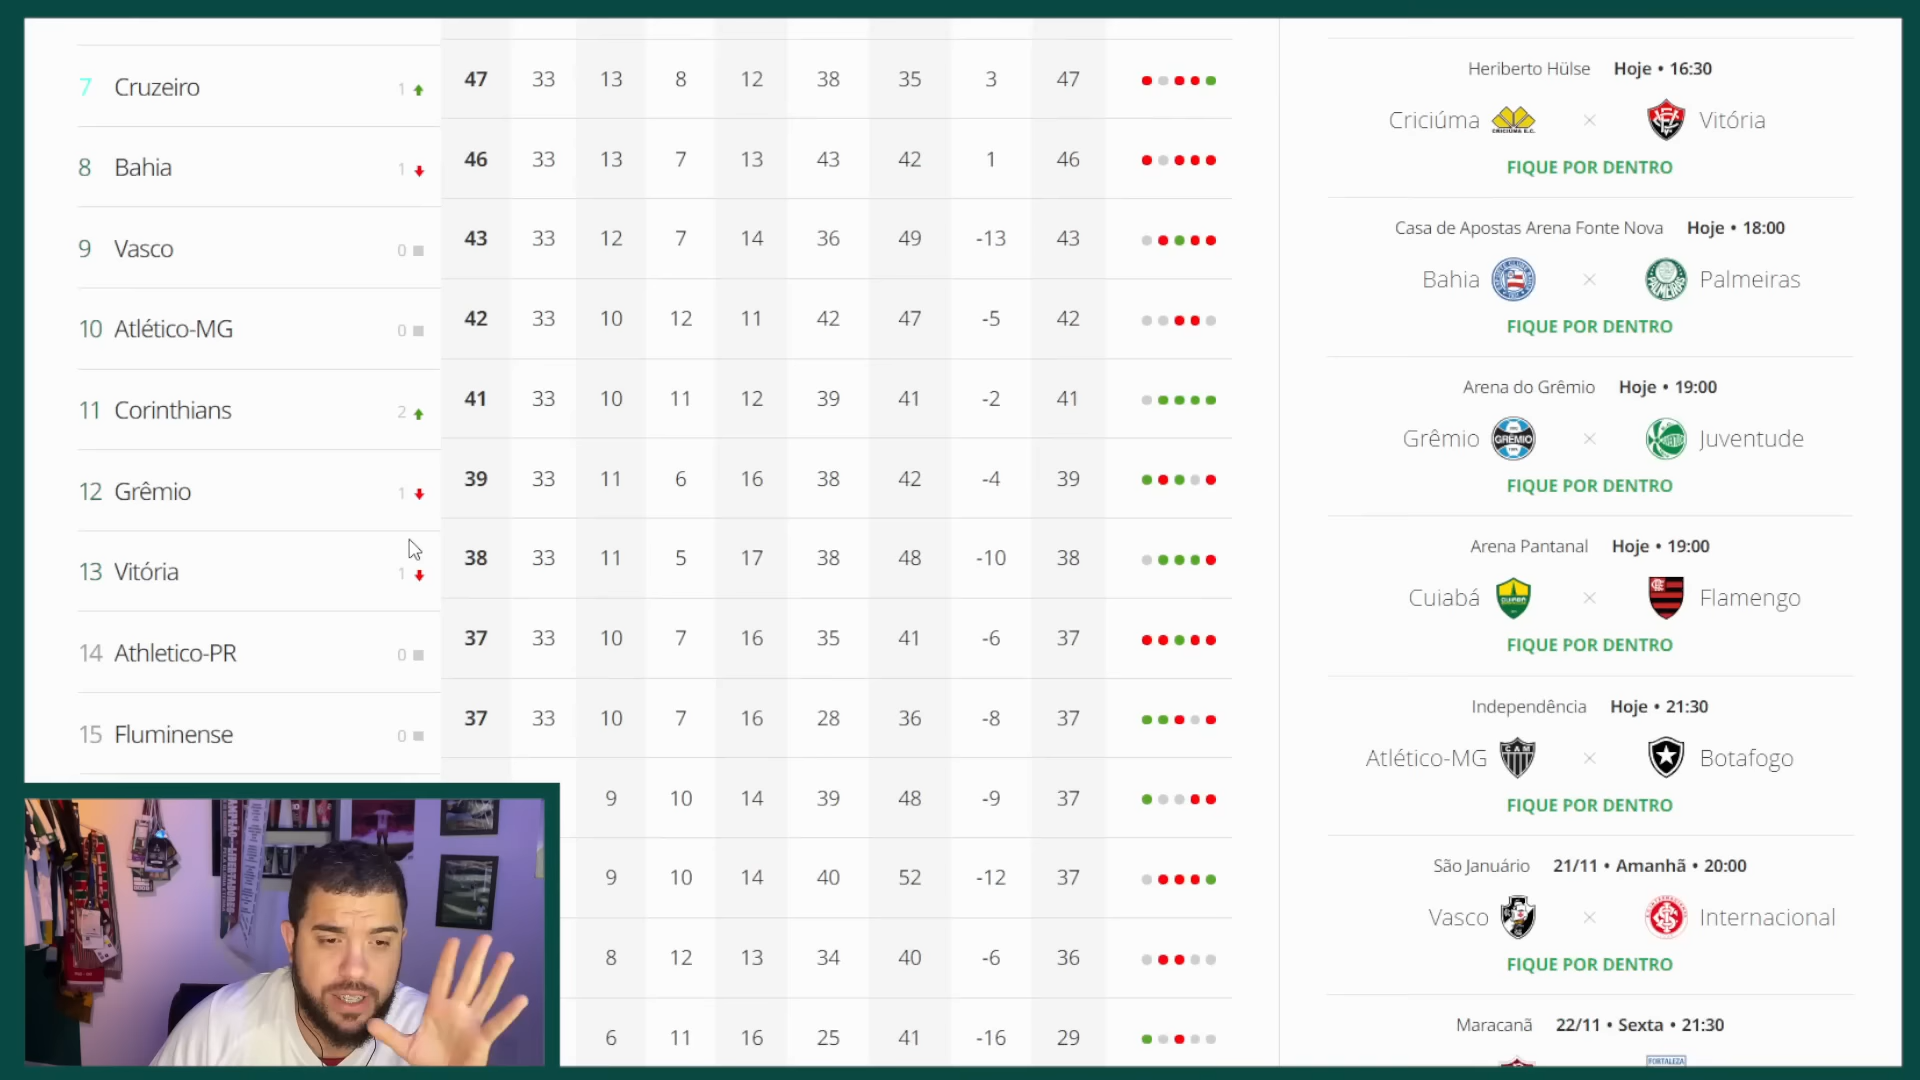 7 Cruzeiro 1 47 33 13 8 12 38 35 3 47
8 Bahia 1 46 33 13 7 13 43 42 1 46
9 Vasco 0 43 33 12 7 14 36 49 -13 43
10 Atlético-MG 0 42 33 10 12 11 42 47 -5 42
11 Corinthians 2 41 33 10 11 12 39 41 -2 41
12 Grêmio 1 39 33 11 6 16 38 42 -4 39
13 Vitória 1 38 33 11 5 17 38 48 -10 38
14 Athletico-PR 0 37 33 10 7 16 35 41 -6 37
15 Fluminense 0 37 33 10 7 16 28 36 -8 37
9 10 14 39 48 -9 37
9 10 14 40 52 -12 37
8 12 13 34 40 -6 36
6 11 16 25 41 -16 29
Heriberto Hülse Hoje • 16:30
Criciúma × Vitória
FIQUE POR DENTRO
Casa de Apostas Arena Fonte Nova Hoje • 18:00
Bahia × Palmeiras
FIQUE POR DENTRO
Arena do Grêmio Hoje • 19:00
Grêmio GRÊMIO × Juventude
FIQUE POR DENTRO
Arena Pantanal Hoje • 19:00
Cuiabá × Flamengo
FIQUE POR DENTRO
Independência Hoje • 21:30
Atlético-MG CAM × Botafogo
FIQUE POR DENTRO
São Januário 21/11 • Amanhã • 20:00
Vasco × Internacional
FIQUE POR DENTRO
Maracanã 22/11 • Sexta • 21:30
FORTALEZA